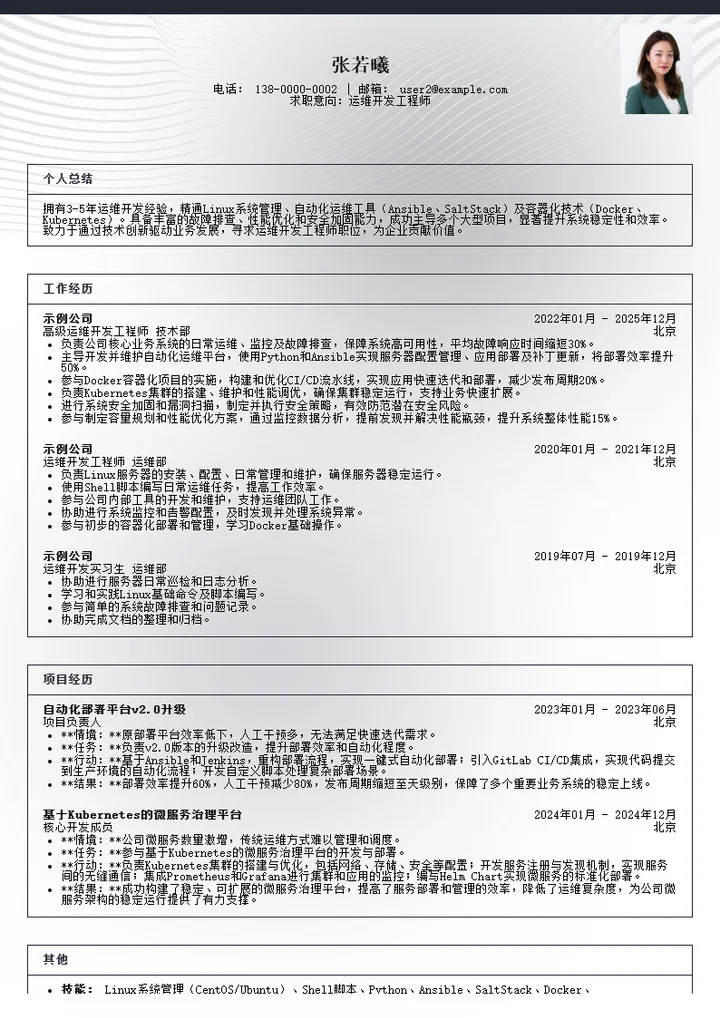 张若曦
电话： 138-0000-0002 | 邮箱： user2@example.com
求职意向：运维开发工程师
个人总结
拥有3-5年运维开发经验，精通Linux系统管理、自动化运维工具（Ansible、SaltStack）及容器化技术（Docker、
Kubernetes）。具备丰富的故障排查、性能优化和安全加固能力，成功主导多个大型项目，显著提升系统稳定性和效率。
致力于通过技术创新驱动业务发展，寻求运维开发工程师职位，为企业贡献价值。
工作经历
示例公司 2022年01月 - 2025年12月
高级运维开发工程师 技术部 北京
• 负责公司核心业务系统的日常运维、监控及故障排查，保障系统高可用性，平均故障响应时间缩短30%。
• 主导开发并维护自动化运维平台，使用Python和Ansible实现服务器配置管理、应用部署及补丁更新，将部署效率提升
50%。
• 参与Docker容器化项目的实施，构建和优化CI/CD流水线，实现应用快速迭代和部署，减少发布周期20%。
• 负责Kubernetes集群的搭建、维护和性能调优，确保集群稳定运行，支持业务快速扩展。
• 进行系统安全加固和漏洞扫描，制定并执行安全策略，有效防范潜在安全风险。
• 参与制定容量规划和性能优化方案，通过监控数据分析，提前发现并解决性能瓶颈，提升系统整体性能15%。
示例公司 2020年01月 - 2021年12月
运维开发工程师 运维部 北京
• 负责Linux服务器的安装、配置、日常管理和维护，确保服务器稳定运行。
• 使用Shell脚本编写日常运维任务，提高工作效率。
• 参与公司内部工具的开发和维护，支持运维团队工作。
• 协助进行系统监控和告警配置，及时发现并处理系统异常。
• 参与初步的容器化部署和管理，学习Docker基础操作。
示例公司 2019年07月 - 2019年12月
运维开发实习生 运维部 北京
• 协助进行服务器日常巡检和日志分析。
• 学习和实践Linux基础命令及脚本编写。
• 参与简单的系统故障排查和问题记录。
• 协助完成文档的整理和归档。
项目经历
自动化部署平台v2.0升级 2023年01月 - 2023年06月
项目负责人 北京
• **情境：**原部署平台效率低下，人工干预多，无法满足快速迭代需求。
• **任务：**负责v2.0版本的升级改造，提升部署效率和自动化程度。
• **行动：**基于Ansible和Jenkins，重构部署流程，实现一键式自动化部署；引入GitLab CI/CD集成，实现代码提交
到生产环境的自动化流程；开发自定义脚本处理复杂部署场景。
• **结果：**部署效率提升60%，人工干预减少80%，发布周期缩短至天级别，保障了多个重要业务系统的稳定上线。
基于Kubernetes的微服务治理平台 2024年01月 - 2024年12月
核心开发成员 北京
• **情境：**公司微服务数量激增，传统运维方式难以管理和调度。
• **任务：**参与基于Kubernetes的微服务治理平台的开发与部署。
• **行动：**负责Kubernetes集群的搭建与优化，包括网络、存储、安全等配置；开发服务注册与发现机制，实现服务
间的无缝通信；集成Prometheus和Grafana进行集群和应用的监控；编写Helm Chart实现微服务的标准化部署。
• **结果：**成功构建了稳定、可扩展的微服务治理平台，提高了服务部署和管理的效率，降低了运维复杂度，为公司微
服务架构的稳定运行提供了有力支撑。
其他
• 技能： Linux系统管理（CentOS/Ubuntu）、Shell脚本、Python、Ansible、SaltStack、Docker、